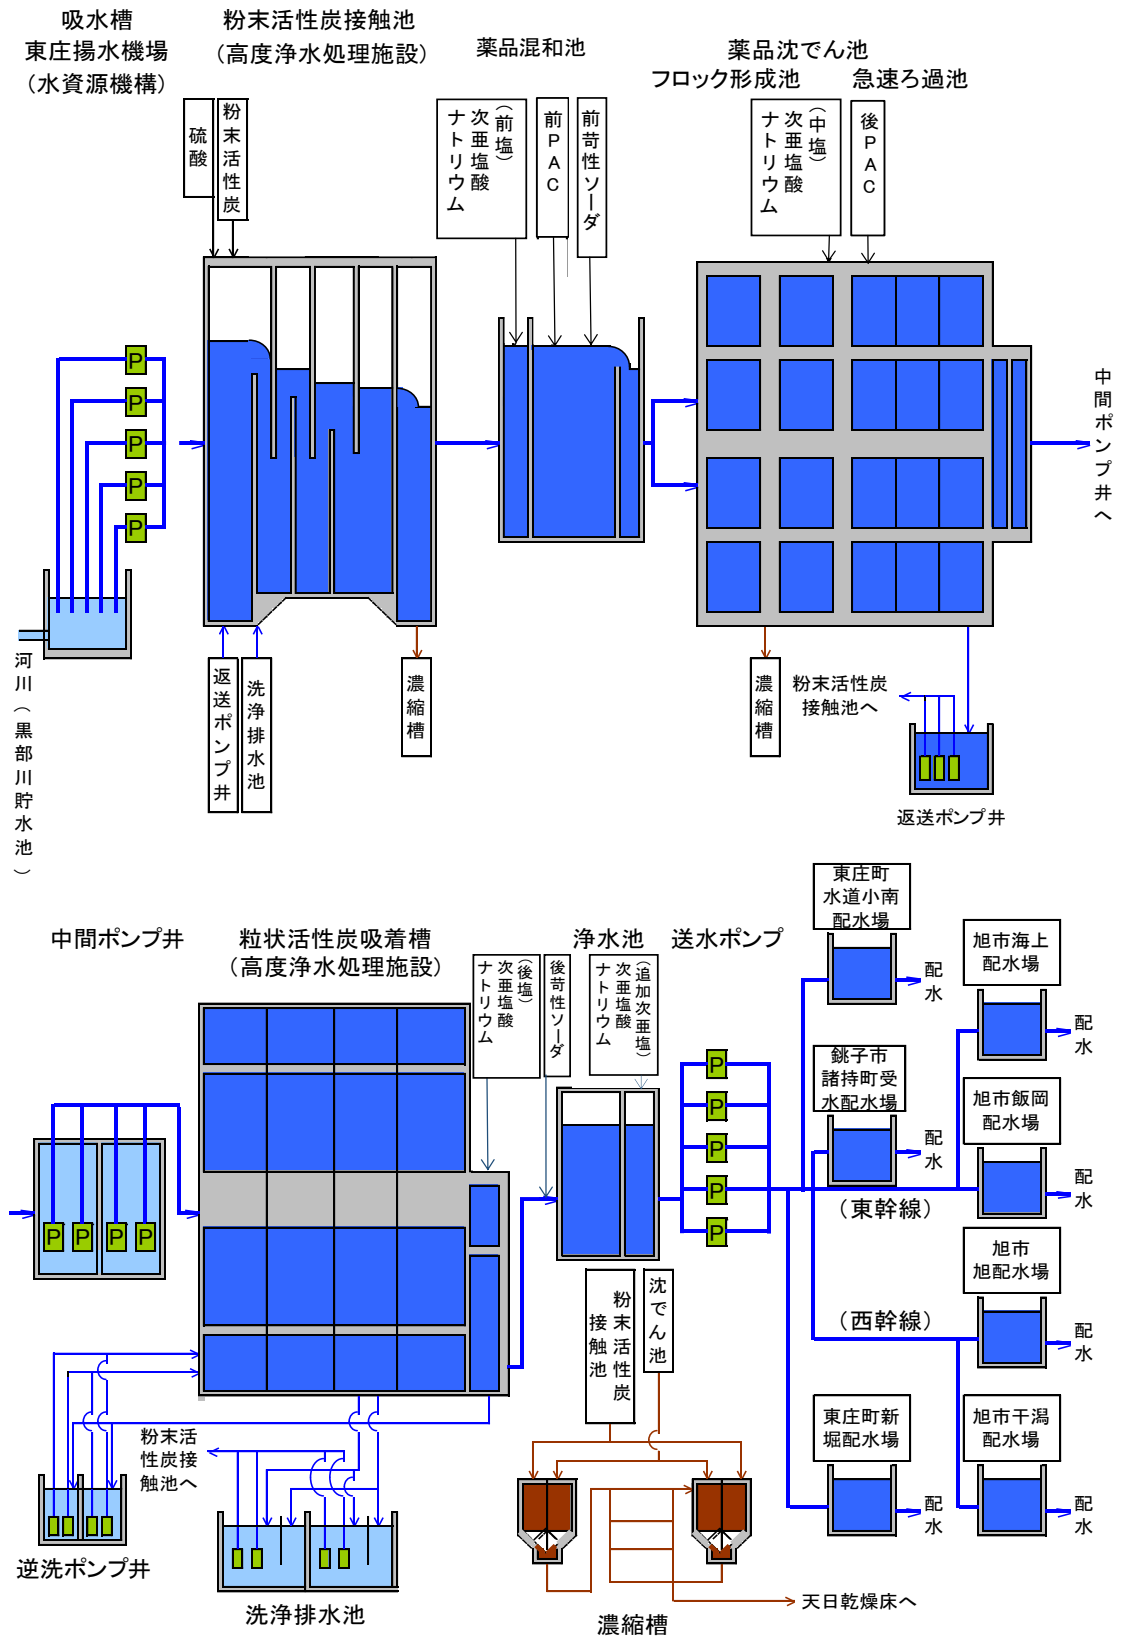 吸水槽
東庄揚水機場
（水資源機構）
粉末活性炭接触池
（高度浄水処理施設）
薬品混和池
薬品沈でん池
フロック形成池
急速ろ過池
硫酸
粉末活性炭
（前塩）
次亜塩酸
ナトリウム
前PAC
前苛性ソーダ
（中塩）
次亜塩酸
ナトリウム
後PAC
P
P
P
P
P
中間ポンプ井へ
河川（黒部川貯水池）
返送ポンプ井
洗浄排水池
濃縮槽
濃縮槽
粉末活性炭
接触池へ
返送ポンプ井
中間ポンプ井
粒状活性炭吸着槽
（高度浄水処理施設）
浄水池
送水ポンプ
（後塩）
次亜塩酸
ナトリウム
後苛性ソーダ
（追加次亜塩）
次亜塩酸
ナトリウム
P
P
P
P
P
P
P
P
P
東庄町
水道小南
配水場
配
水
旭市海上
配水場
配
水
銚子市
諸持町受
水配水場
配
水
旭市飯岡
配水場
配
水
（東幹線）
旭市
旭配水場
配
水
（西幹線）
東庄町新
堀配水場
配
水
旭市干潟
配水場
配
水
粉末活性炭
接触池
沈でん池
粉末活
性炭接
触池へ
逆洗ポンプ井
洗浄排水池
濃縮槽
天日乾燥床へ